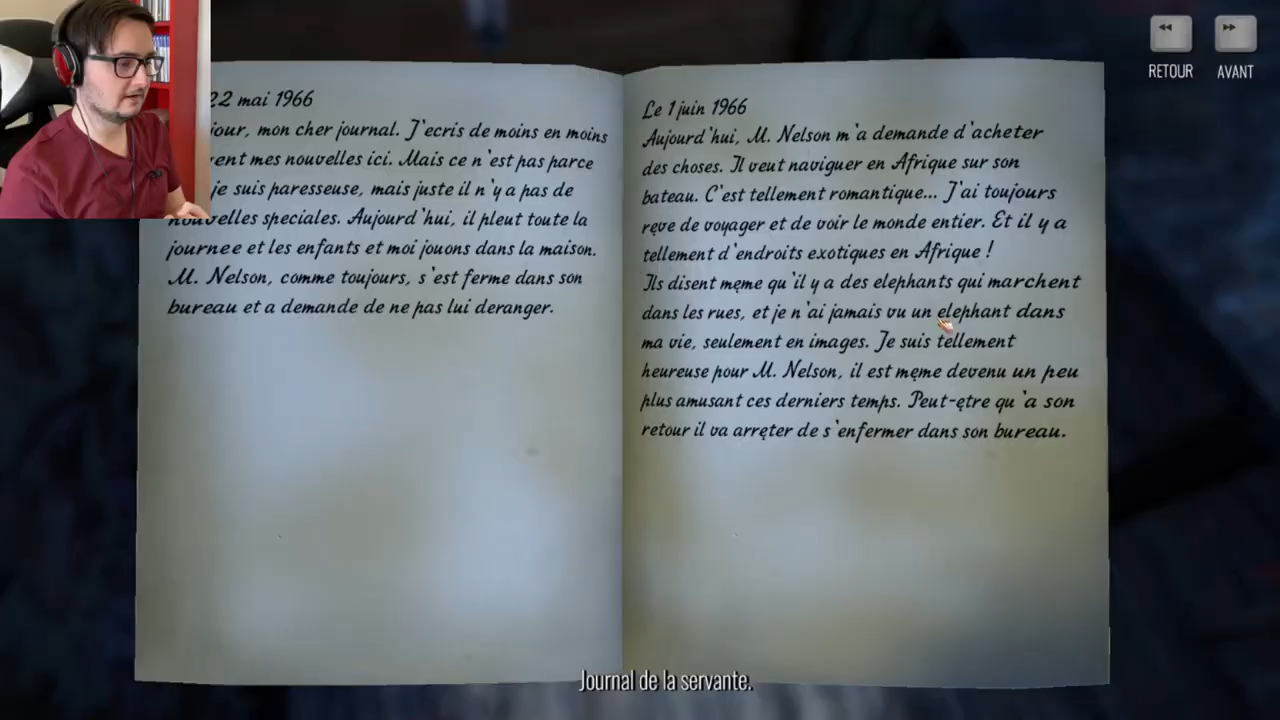 22 mai 1966
jour, mon cher journal. J'ecris de moins en moins
vent mes nouvelles ici. Mais ce n'est pas parce
je suis paresseuse, mais juste il n'y a pas de
nouvelles speciales. Aujourd'hui, il pleut toute la
journee et les enfants et moi jouons dans la maison.
M. Nelson, comme toujours, s'est ferme dans son
bureau et a demande de ne pas lui deranger.
Le 1 juin 1966
Aujourd'hui, M. Nelson m'a demande d'acheter
des choses. Il veut naviguer en Afrique sur son
bateau. C'est tellement romantique... J'ai toujours
ręve de voyager et de voir le monde entier. Et il y a
tellement d'endroits exotiques en Afrique !
Ils disent męme qu'il y a des elephants qui marchent
dans les rues, et je n'ai jamais vu un elephant dans
ma vie, seulement en images. Je suis tellement
heureuse pour M. Nelson, il est męme devenu un peu
plus amusant ces derniers temps. Peut-ętre qu'a son
retour il va arręter de s'enfermer dans son bureau.
RETOUR
AVANT
Journal de la servante.